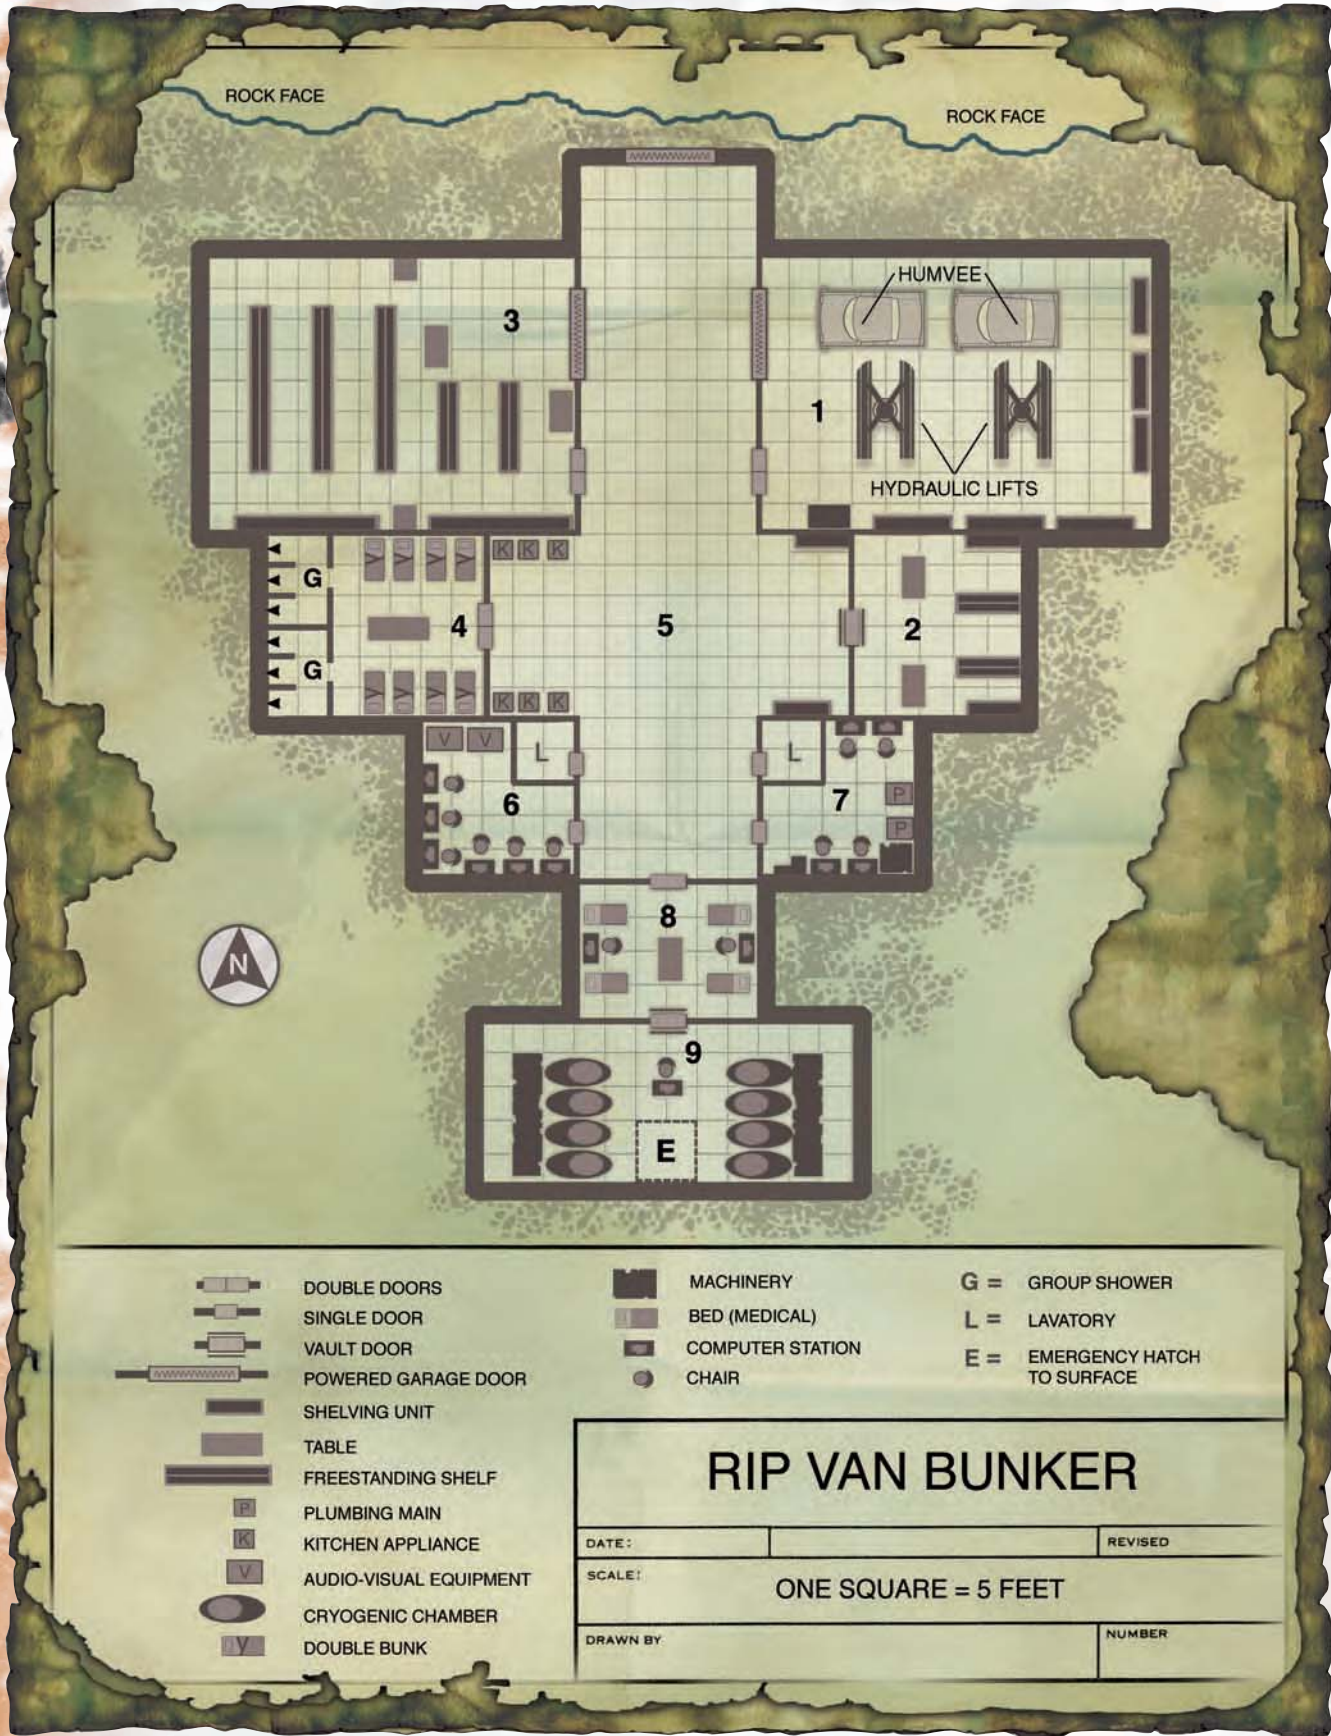 ROCK FACE
ROCK FACE
HUMVEE
3
1
HYDRAULIC LIFTS
K K K
G
y y y y
4
5
2
G
y y y y
K K K
V V
L
L
6
7
P
P
8
N
9
E
DOUBLE DOORS
SINGLE DOOR
VAULT DOOR
POWERED GARAGE DOOR
SHELVING UNIT
TABLE
FREESTANDING SHELF
P PLUMBING MAIN
K KITCHEN APPLIANCE
V AUDIO-VISUAL EQUIPMENT
CRYOGENIC CHAMBER
y DOUBLE BUNK
MACHINERY
BED (MEDICAL)
COMPUTER STATION
CHAIR
G = GROUP SHOWER
L = LAVATORY
E = EMERGENCY HATCH
TO SURFACE
RIP VAN BUNKER
DATE:
REVISED
SCALE:
ONE SQUARE = 5 FEET
DRAWN BY
NUMBER